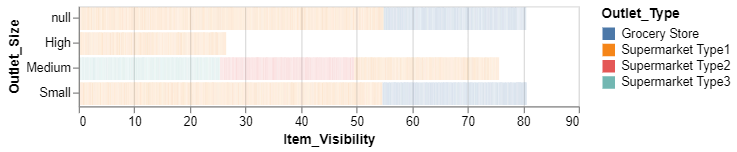 Outlet_Size
null
High
Medium
Small
0 10 20 30 40 50 60 70 80 90
Item_Visibility
Outlet_Type
Grocery Store
Supermarket Type1
Supermarket Type2
Supermarket Type3